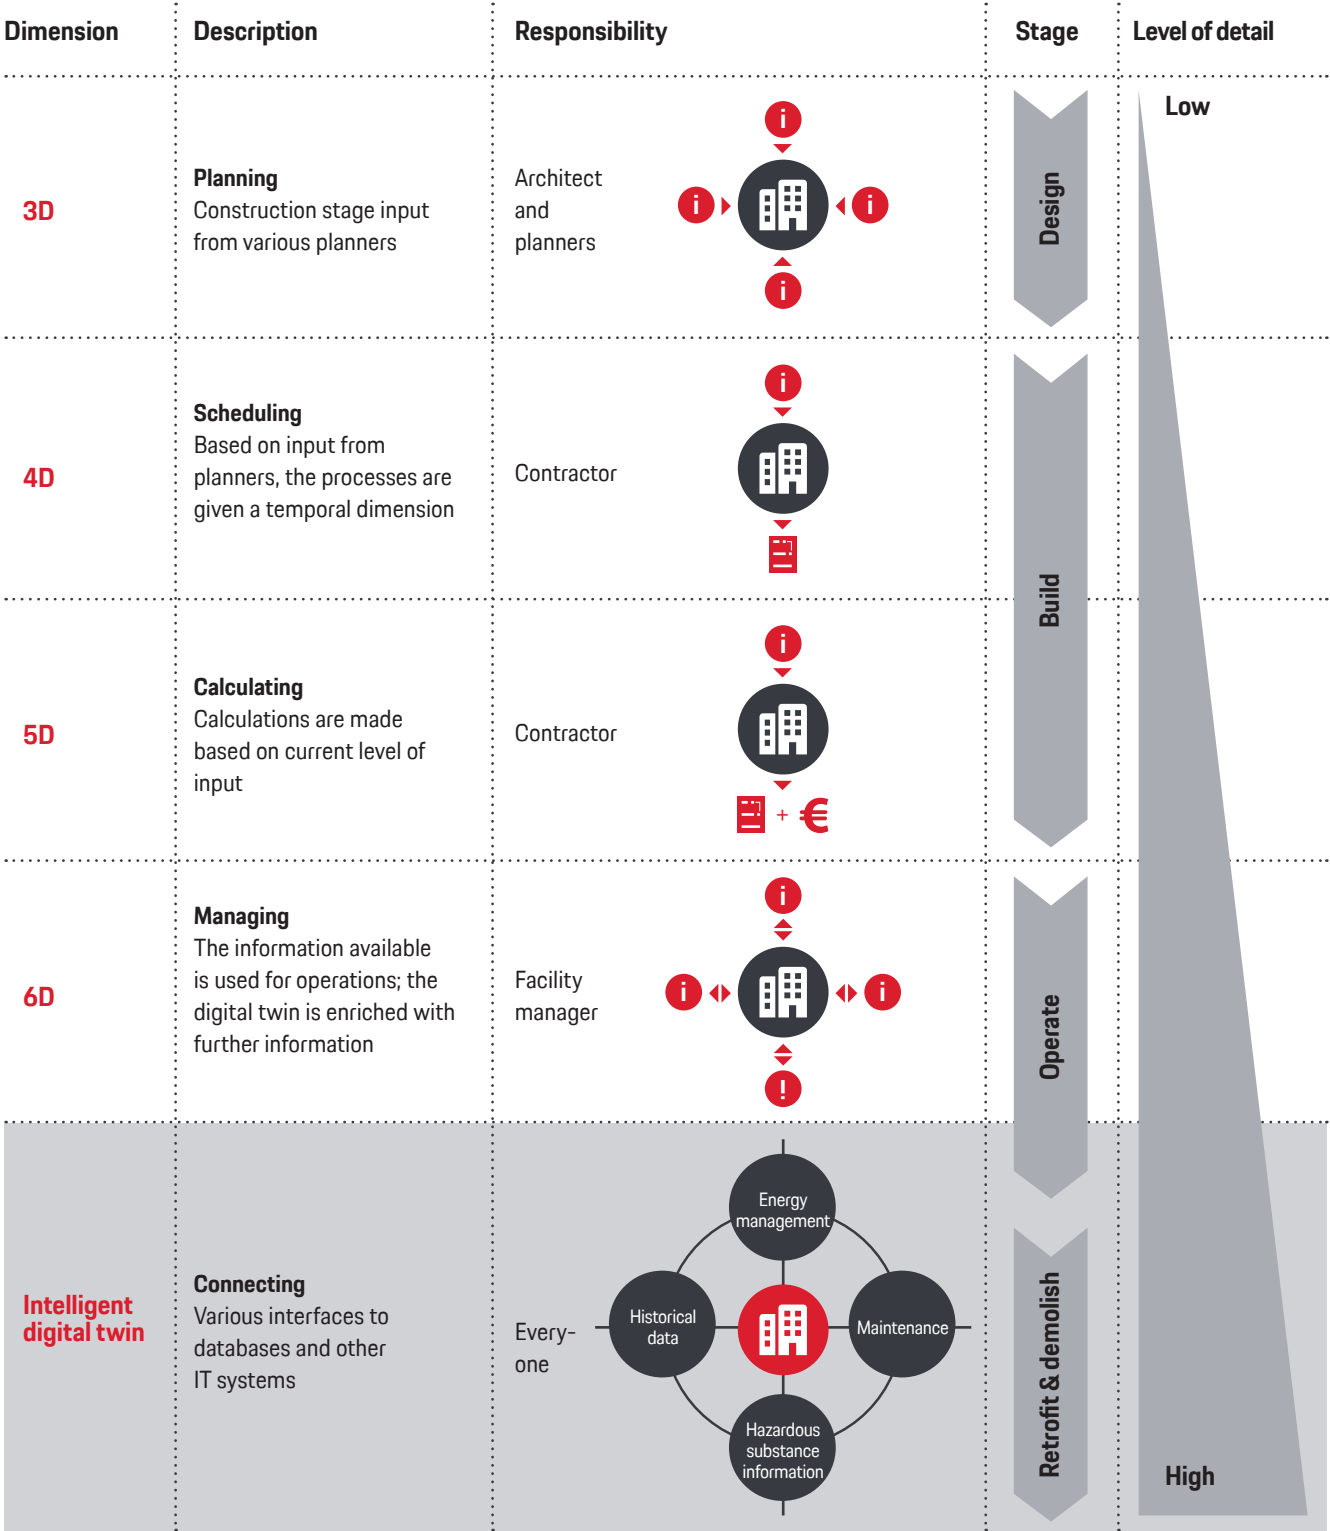 Dimension
Description
Responsibility
Stage
Level of detail
3D
Planning
Construction stage input
from various planners
Architect
and
planners
i
i
i
i
Design
Low
4D
Scheduling
Based on input from
planners, the processes are
given a temporal dimension
Contractor
i
Build
5D
Calculating
Calculations are made
based on current level of
input
Contractor
i
+ €
6D
Managing
The information available
is used for operations; the
digital twin is enriched with
further information
Facility
manager
i
i
i
!
Operate
Intelligent
digital twin
Connecting
Various interfaces to
databases and other
IT systems
Every-
one
Energy
management
Historical
data
Maintenance
Hazardous
substance
information
Retrofit & demolish
High